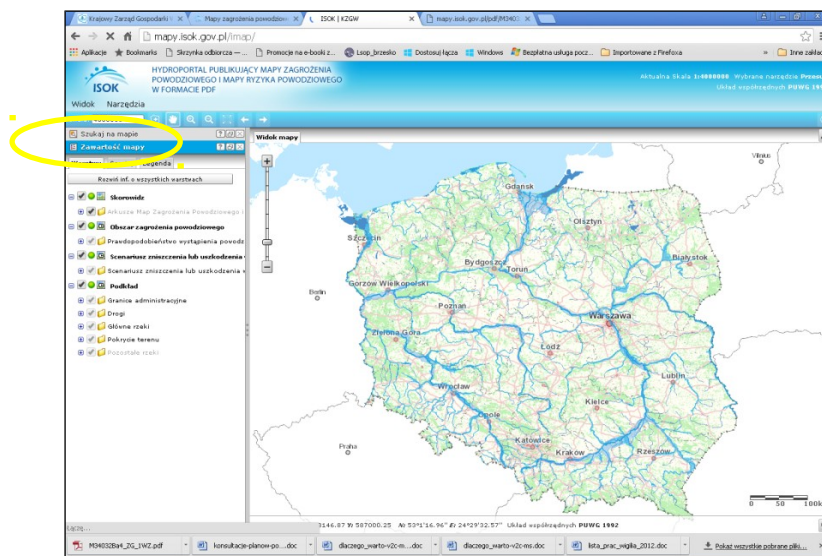 Krajowy Zarząd Gospodarki
Mapy zagrożenia powodziow
ISOK | KZGW
mapy.isok.gov.pl/pdf/M3403
mapy.isok.gov.pl/imap/
Aplikacje Bookmarks Skrzynka odbiorcza — ... Promocje na e-booki z... Lsop_brzesko Dostosuj łącza Windows Bezpłatna usługa pocz... Importowane z Firefoxa » Inne zakład
ISOK
HYDROPORTAL PUBLIKUJĄCY MAPY ZAGROŻENIA
POWODZIOWEGO I MAPY RYZYKA POWODZIOWEGO
W FORMACIE PDF
Aktualna Skala 1:4000000 Wybrane narzędzie
Układ współrzędnych PUWG 199
Widok Narzędzia
Szukaj na mapie
Zawartość mapy
Widok mapy
Legenda
Rozwiń inf. o wszystkich warstwach
Skorowidz
Arkusze Map Zagrożenia Powodziowego i
Obszar zagrożenia powodziowego
Prawdopodobieństwo wystąpienia powodz
Scenariusz zniszczenia lub uszkodzenia
Scenariusz zniszczenia lub uszkodzenia
Podkład
Granice administracyjne
Drogi
Główne rzeki
Pokrycie terenu
Pozostałe rzeki
Vilnius
Gdańsk
Olsztyn
Szczecin
Białystok
Bydgoszcz
Toruń
Berlin
Gorzów Wielkopolski
Poznań
Warszawa
Zielona Góra
Łódź
Lublin
Wrocław
Kielce
Opole
Katowice
Praha
Kraków
Rzeszów
0 50 100k
3146.87 Y: 587000.25 N: 53°1'16.96" E: 24°29'32.57" Układ współrzędnych PUWG 1992
M34032Ba4_ZG_1WZ.pdf konsultacje-planow-po....doc dlaczego_warto-v2c-m....doc dlaczego_warto-v2c-ms.doc lista_prac_wigilia_2012.doc Pokaż wszystkie pobrane pliki...